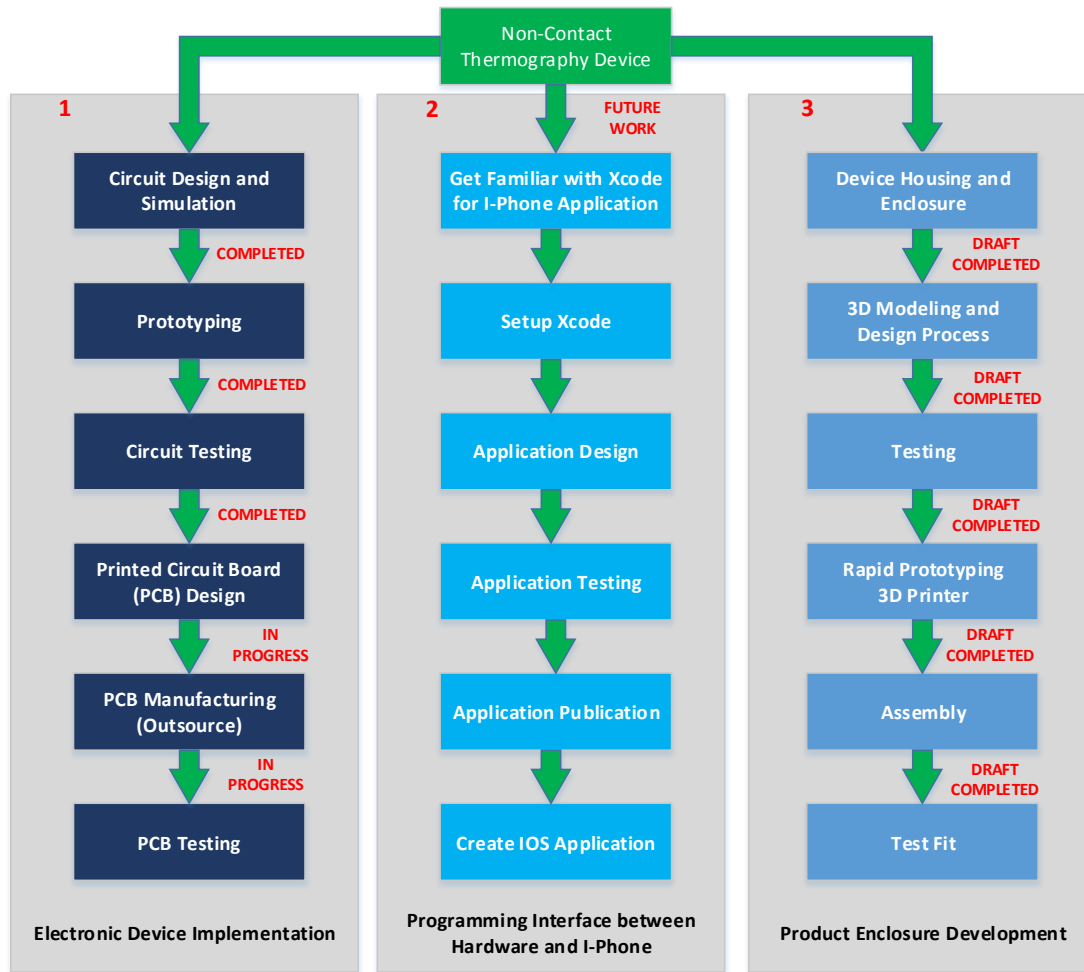 Non-Contact
Thermography Device
1
Circuit Design and
Simulation
COMPLETED
Prototyping
COMPLETED
Circuit Testing
COMPLETED
Printed Circuit Board
(PCB) Design
IN
PROGRESS
PCB Manufacturing
(Outsource)
IN
PROGRESS
PCB Testing
Electronic Device Implementation
2
FUTURE
WORK
Get Familiar with Xcode
for I-Phone Application
Setup Xcode
Application Design
Application Testing
Application Publication
Create IOS Application
Programming Interface between
Hardware and I-Phone
3
Device Housing and
Enclosure
DRAFT
COMPLETED
3D Modeling and
Design Process
DRAFT
COMPLETED
Testing
DRAFT
COMPLETED
Rapid Prototyping
3D Printer
DRAFT
COMPLETED
Assembly
DRAFT
COMPLETED
Test Fit
Product Enclosure Development